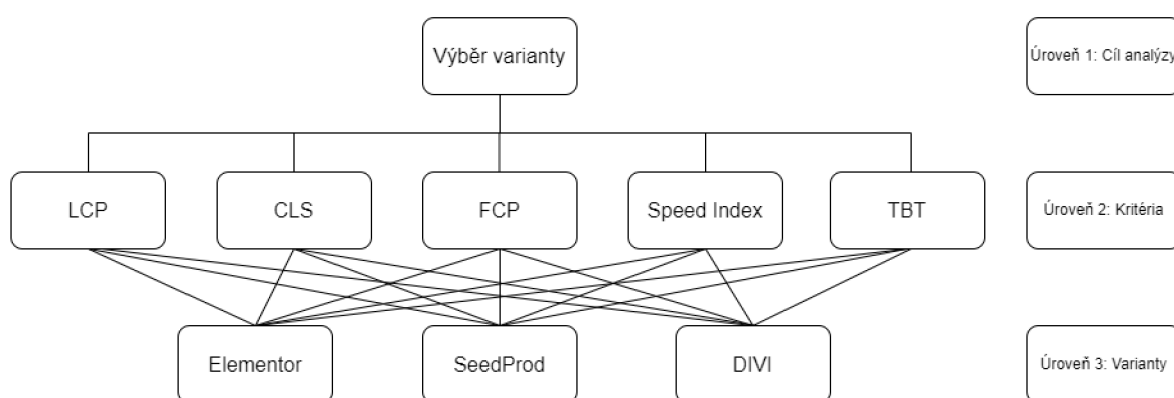 Výběr varianty
Úroveň 1: Cíl analýzy
LCP
CLS
FCP
Speed Index
TBT
Úroveň 2: Kritéria
Elementor
SeedProd
DIVI
Úroveň 3: Varianty